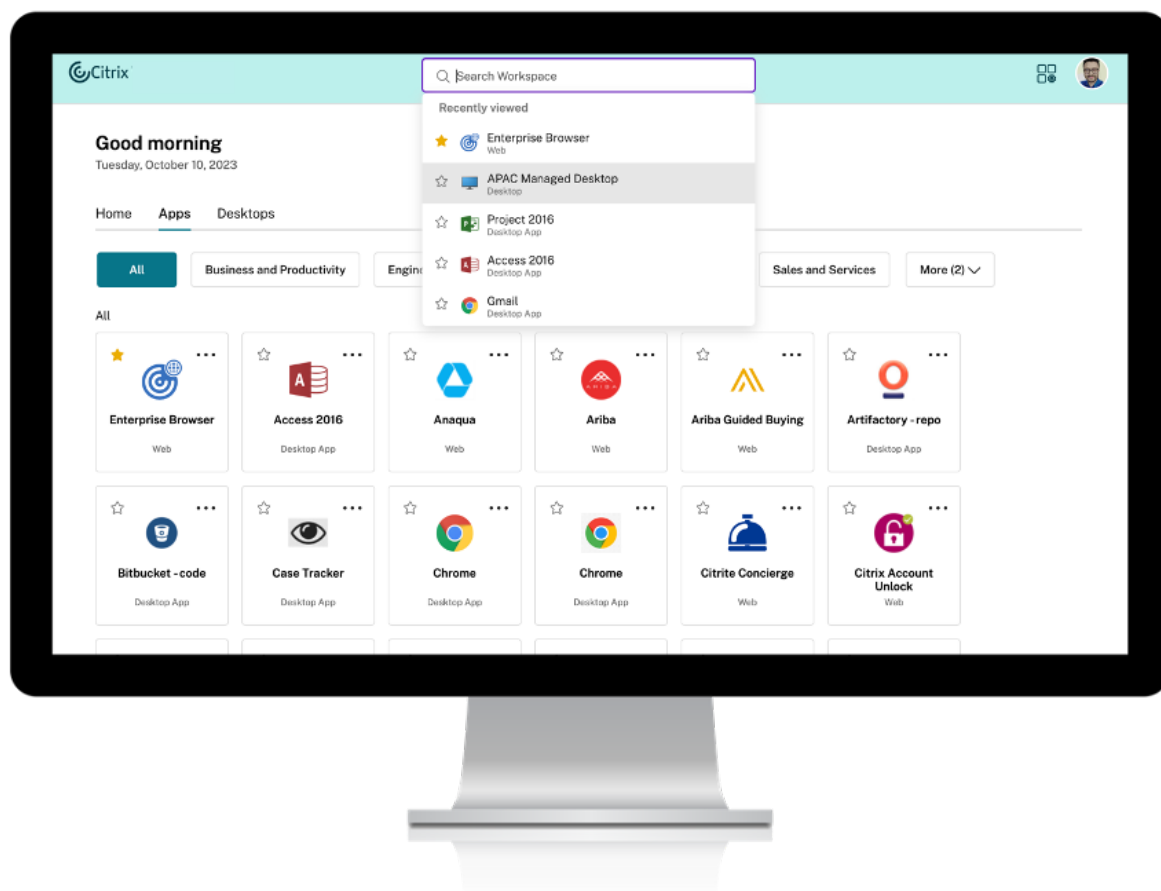 Citrix
Search Workspace
Recently viewed
Enterprise Browser
Web
APAC Managed Desktop
Desktop
Project 2016
Desktop App
Access 2016
Desktop App
Gmail
Desktop App
Good morning
Tuesday, October 10, 2023
Home Apps Desktops
All Business and Productivity Sales and Services More (2)
All
Enterprise Browser Access 2016 Anaqua Ariba Ariba Guided Buying Artifactory - repo
Web Desktop App Web Web Web Desktop App
Bitbucket - code Case Tracker Chrome Chrome Citrite Concierge Citrix Account
Unlock
Desktop App Desktop App Desktop App Desktop App Web Web